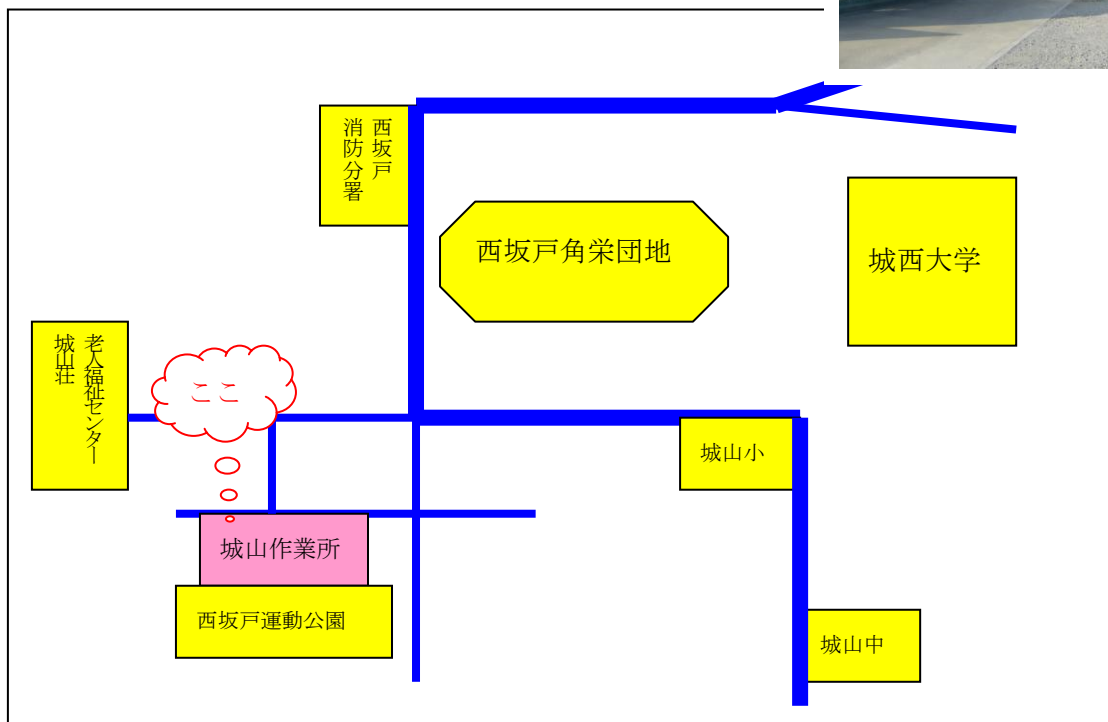 西坂戸
消防分署
西坂戸角栄団地
城西大学
老人福祉センター
城山荘
ここ
城山小
城山作業所
西坂戸運動公園
城山中